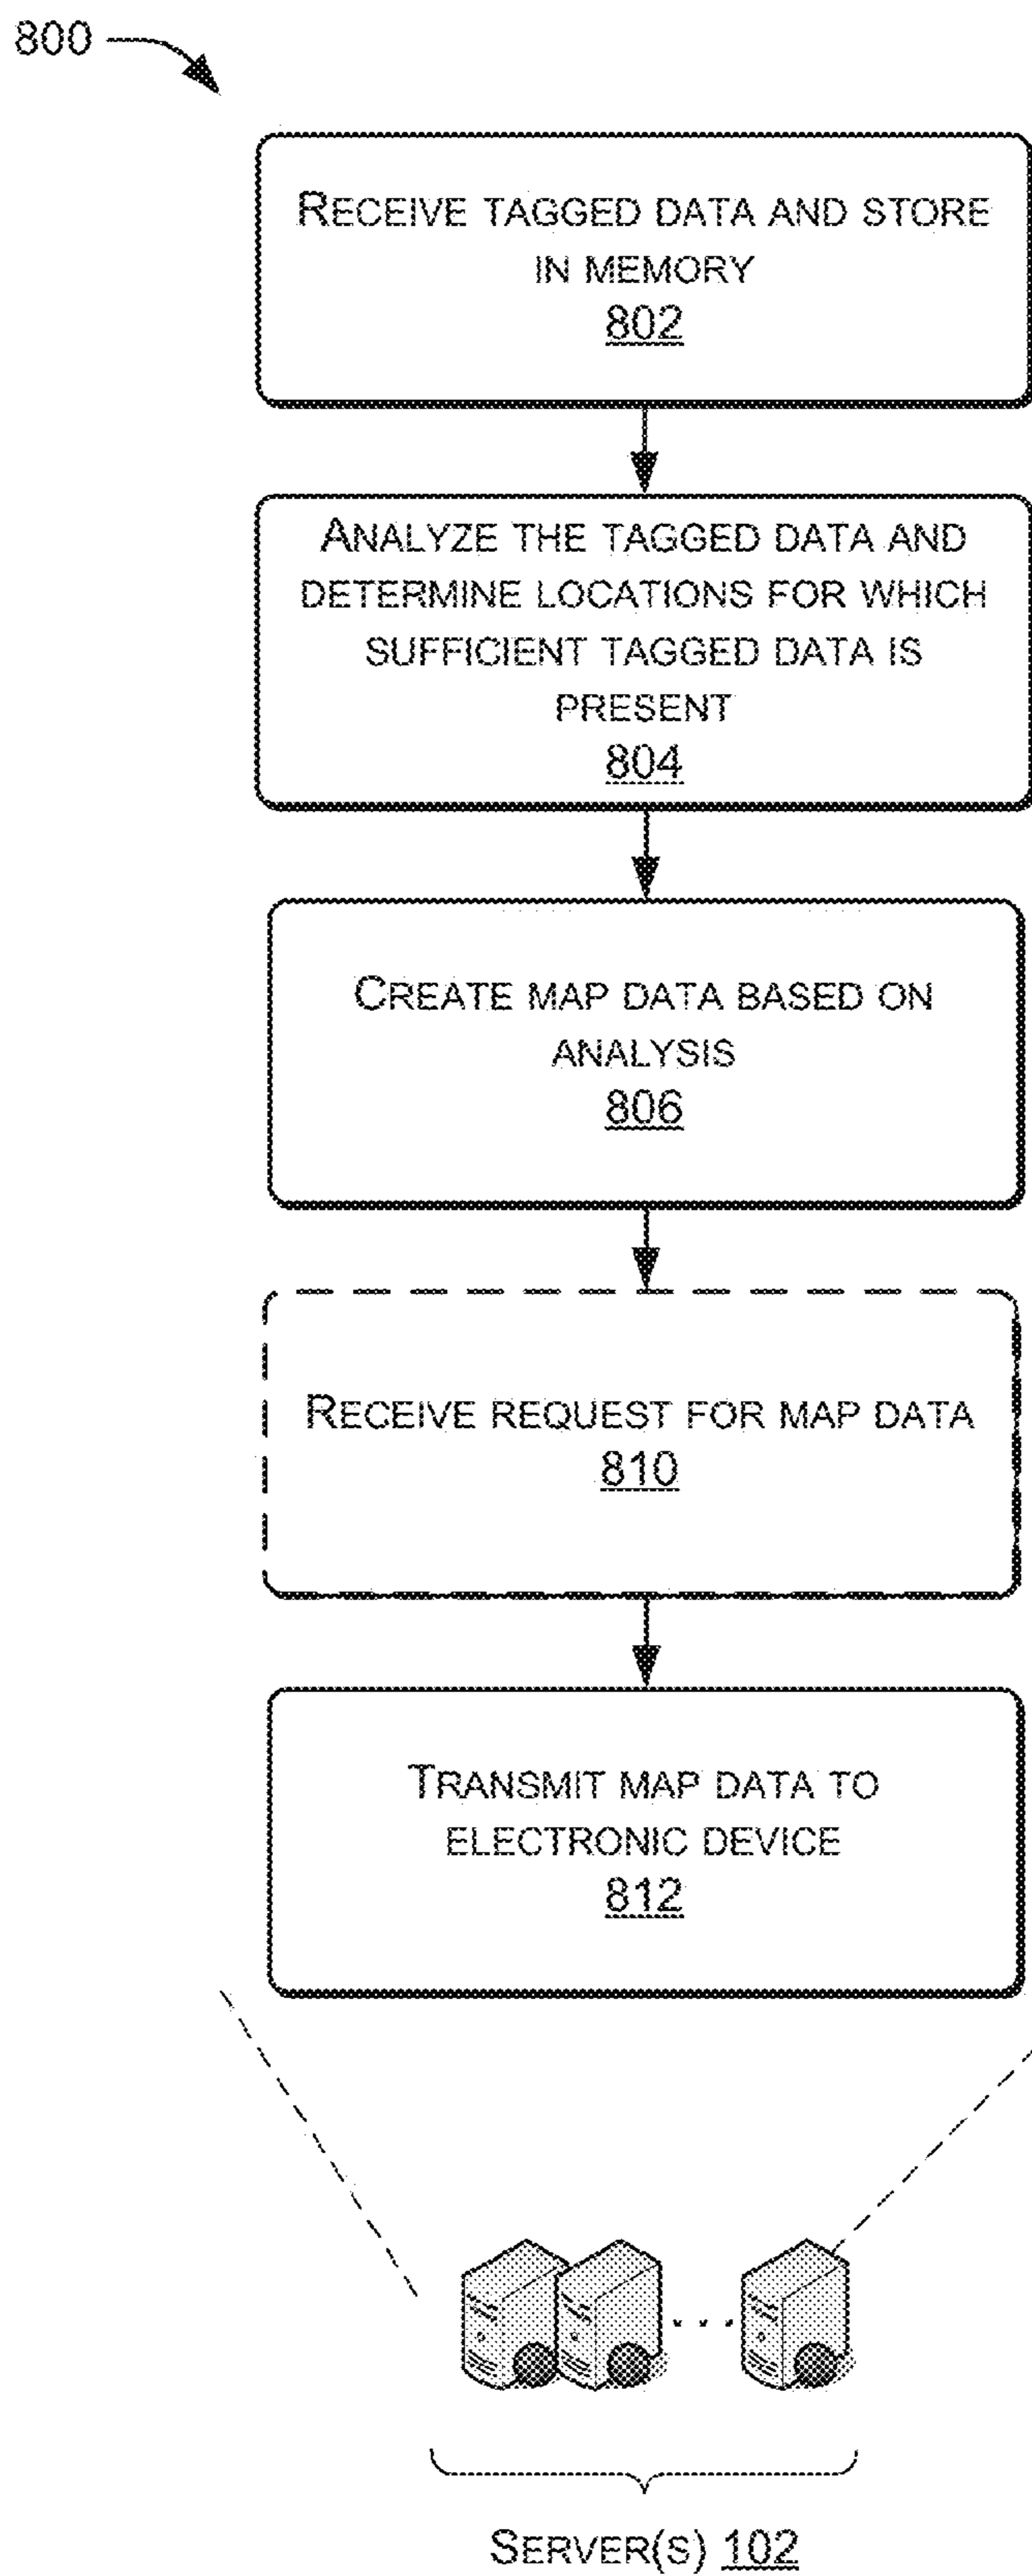 800
RECEIVE TAGGED DATA AND STORE
IN MEMORY
802
ANALYZE THE TAGGED DATA AND
DETERMINE LOCATIONS FOR WHICH
SUFFICIENT TAGGED DATA IS
PRESENT
804
CREATE MAP DATA BASED ON
ANALYSIS
806
RECEIVE REQUEST FOR MAP DATA
810
TRANSMIT MAP DATA TO
ELECTRONIC DEVICE
812
...
SERVER(S) 102